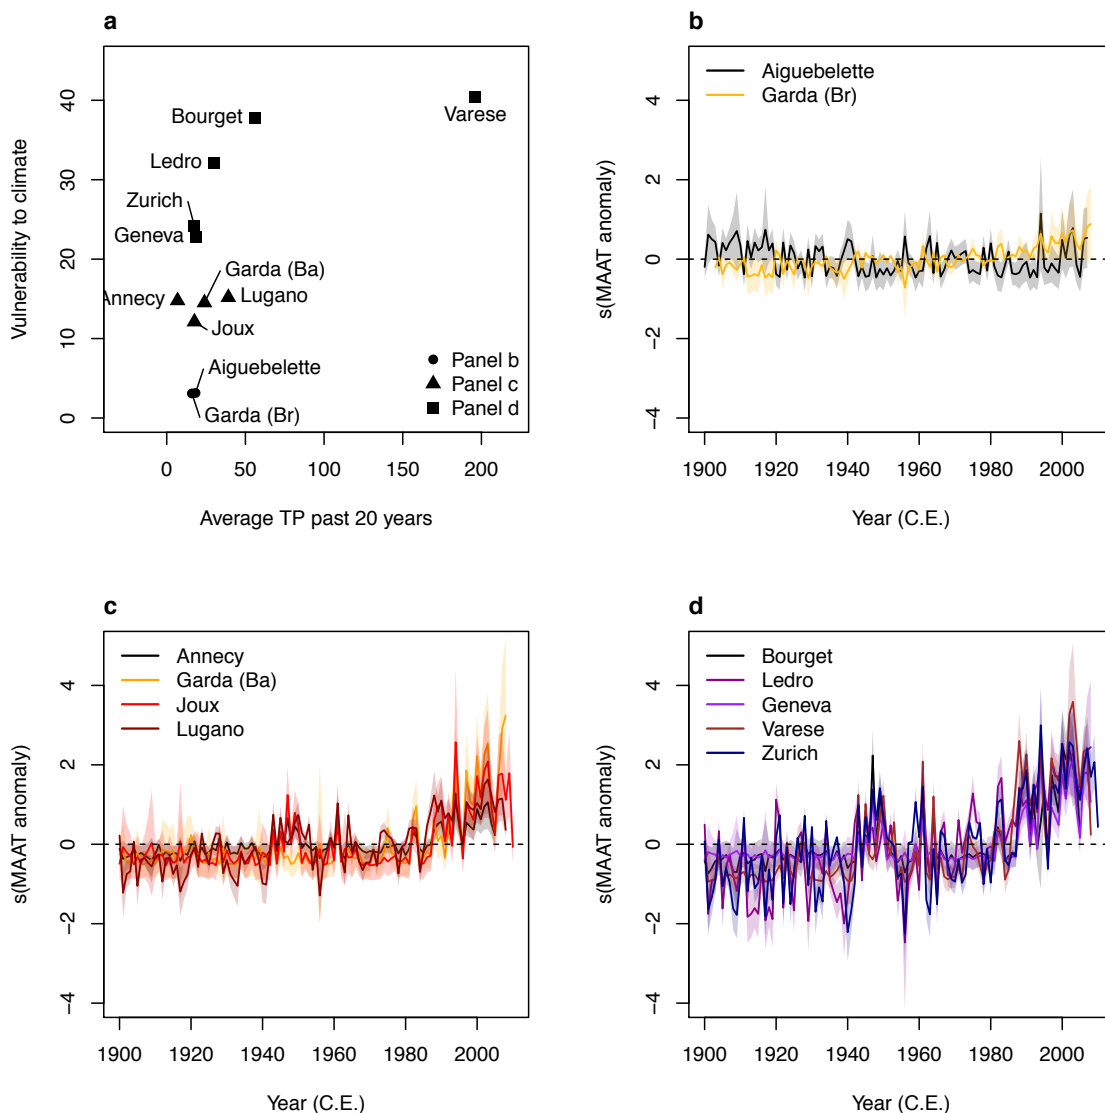 a
Vulnerability to climate
40
30
20
10
0
Bourget
Varese
Ledro
Zurich
Geneva
Garda (Ba)
Annecy
Lugano
Joux
Aiguebelette
Garda (Br)
Panel b
Panel c
Panel d
0 50 100 150 200
Average TP past 20 years
b
s(MAAT anomaly)
4
2
0
−2
−4
Aiguebelette
Garda (Br)
1900 1920 1940 1960 1980 2000
Year (C.E.)
c
s(MAAT anomaly)
4
2
0
−2
−4
Annecy
Garda (Ba)
Joux
Lugano
1900 1920 1940 1960 1980 2000
Year (C.E.)
d
s(MAAT anomaly)
4
2
0
−2
−4
Bourget
Ledro
Geneva
Varese
Zurich
1900 1920 1940 1960 1980 2000
Year (C.E.)